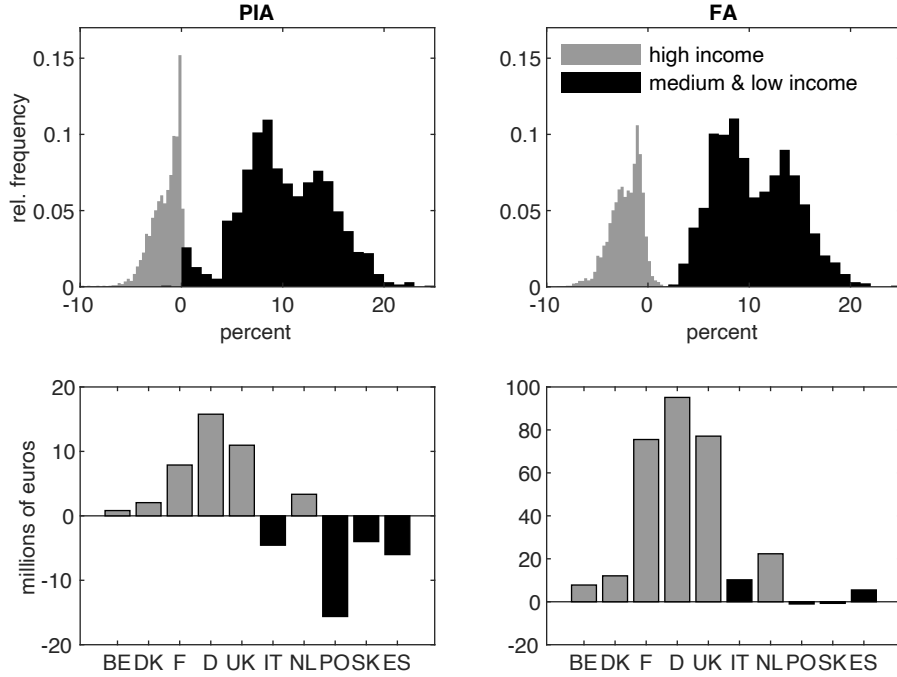 PIA
FA
0.15
0.1
0.05
0
rel. frequency
-10
0
10
20
percent
0.15
0.1
0.05
0
-10
0
10
20
percent
high income
medium & low income
20
10
0
-10
-20
millions of euros
BE DK F D UK IT NL PO SK ES
100
80
60
40
20
0
-20
BE DK F D UK IT NL PO SK ES